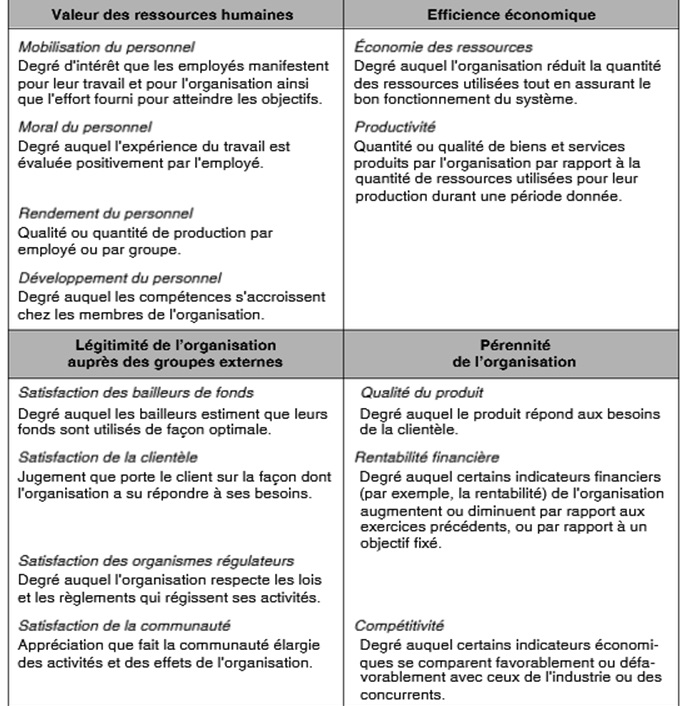 Valeur des ressources humaines
Mobilisation du personnel
Degré d'intérêt que les employés manifestent
pour leur travail et pour l'organisation ainsi
que l'effort fourni pour atteindre les objectifs.
Moral du personnel
Degré auquel l'expérience du travail est
évaluée positivement par l'employé.
Rendement du personnel
Qualité ou quantité de production par
employé ou par groupe.
Développement du personnel
Degré auquel les compétences s'accroissent
chez les membres de l'organisation.
Efficience économique
Économie des ressources
Degré auquel l'organisation réduit la quantité
des ressources utilisées tout en assurant le
bon fonctionnement du système.
Productivité
Quantité ou qualité de biens et services
produits par l'organisation par rapport à la
quantité de ressources utilisées pour leur
production durant une période donnée.
Légitimité de l'organisation
auprès des groupes externes
Satisfaction des bailleurs de fonds
Degré auquel les bailleurs estiment que leurs
fonds sont utilisés de façon optimale.
Satisfaction de la clientèle
Jugement que porte le client sur la façon dont
l'organisation a su répondre à ses besoins.
Satisfaction des organismes régulateurs
Degré auquel l'organisation respecte les lois
et les règlements qui régissent ses activités.
Satisfaction de la communauté
Appréciation que fait la communauté élargie
des activités et des effets de l'organisation.
Pérennité
de l'organisation
Qualité du produit
Degré auquel le produit répond aux besoins
de la clientèle.
Rentabilité financière
Degré auquel certains indicateurs financiers
(par exemple, la rentabilité) de l'organisation
augmentent ou diminuent par rapport aux
exercices précédents, ou par rapport à un
objectif fixé.
Compétitivité
Degré auquel certains indicateurs économi-
ques se comparent favorablement ou défa-
vorablement avec ceux de l'industrie ou des
concurrents.